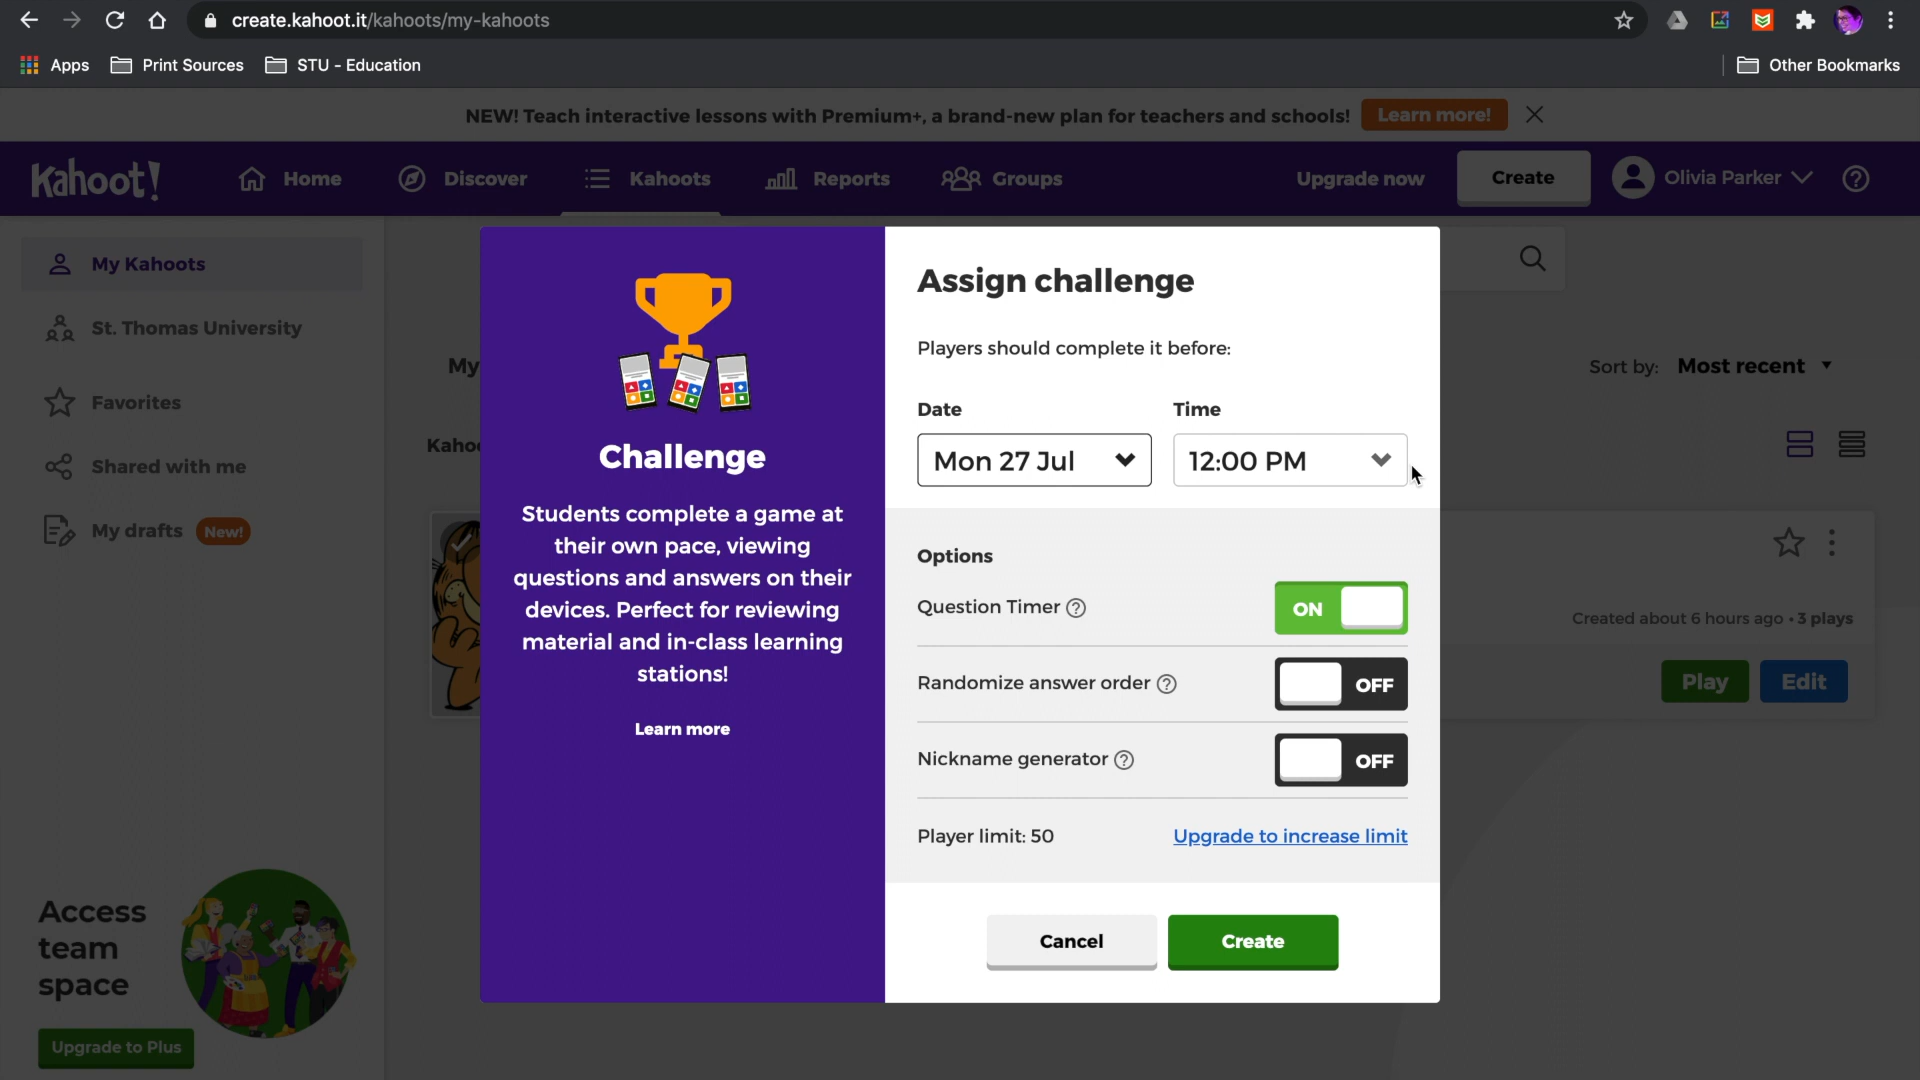 create.kahoot.it/kahoots/my-kahoots
Apps
Print Sources
STU - Education
Other Bookmarks
NEW! Teach interactive lessons with Premium+, a brand-new plan for teachers and schools!
Learn more!
Kahoot!
Home
Discover
Kahoots
Reports
Groups
Upgrade now
Create
Olivia Parker
My Kahoots
St. Thomas University
Favorites
Shared with me
My drafts
New!
Access
team
space
Upgrade to Plus
My
Kahoo
Sort by: Most recent
Created about 6 hours ago • 3 plays
Play
Edit
Challenge
Students complete a game at
their own pace, viewing
questions and answers on their
devices. Perfect for reviewing
material and in-class learning
stations!
Learn more
Assign challenge
Players should complete it before:
Date
Time
Mon 27 Jul
12:00 PM
Options
Question Timer
ON
Randomize answer order
OFF
Nickname generator
OFF
Player limit: 50
Upgrade to increase limit
Cancel
Create